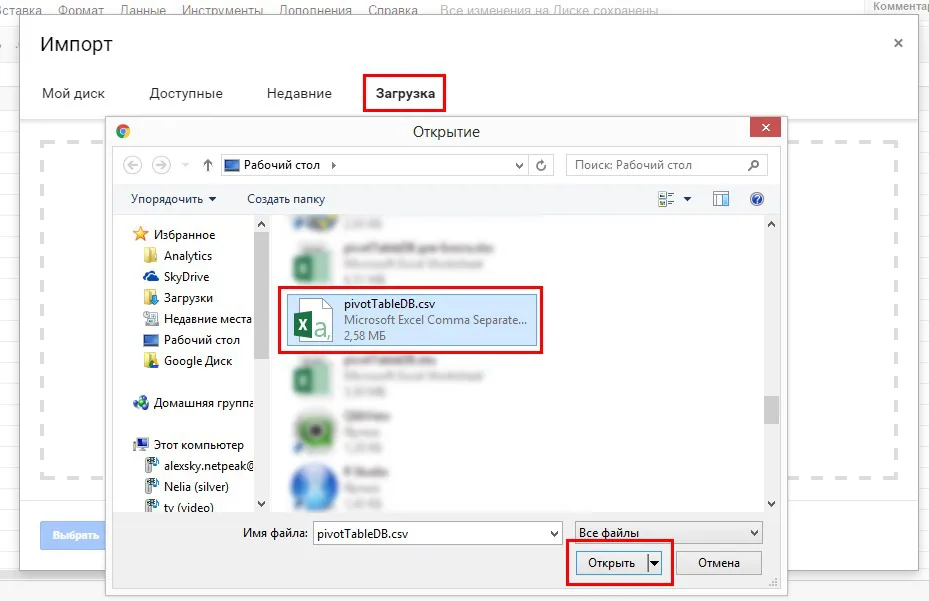 Вставка Формат Данные Инструменты Дополнения Справка Все изменения на Диске сохранены
Комментар
Импорт
Мой диск Доступные Недавние Загрузка
Открытие
Рабочий стол Поиск: Рабочий стол
Упорядочить Создать папку
Избранное
Analytics
SkyDrive
Загрузки
Недавние места
Рабочий стол
Google Диск
Домашняя группа
Этот компьютер
alexsky.netpeak@
Nelia (silver)
tv (video)
pivotTableDB.csv
Microsoft Excel Comma Separate...
2,58 МБ
Имя файла: pivotTableDB.csv Все файлы
Открыть Отмена
Выбрать